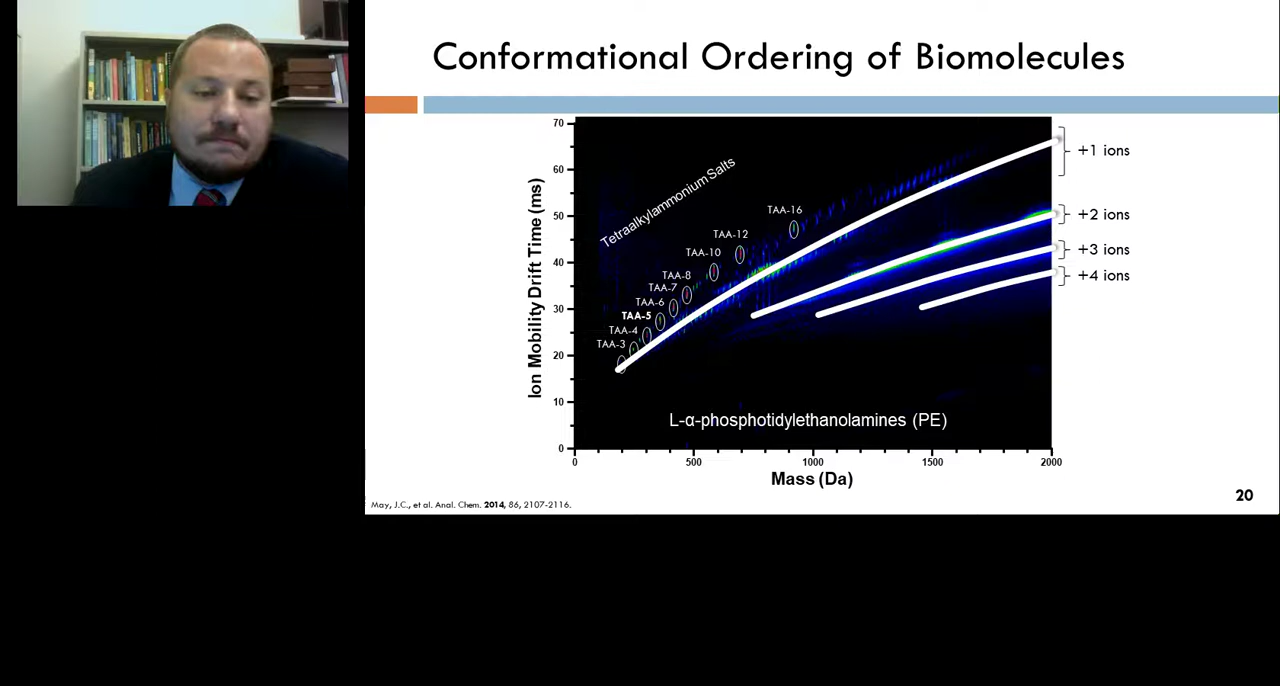 Conformational Ordering of Biomolecules
70
60
50
40
30
20
10
0
Ion Mobility Drift Time (ms)
Tetraalkylammonium Salts
TAA-16
TAA-12
TAA-10
TAA-8
TAA-7
TAA-6
TAA-5
TAA-4
TAA-3
+1 ions
+2 ions
+3 ions
+4 ions
L-α-phosphotidylethanolamines (PE)
0 500 1000 1500 2000
Mass (Da)
May, J.C., et al. Anal. Chem. 2014, 86, 2107-2116.
20